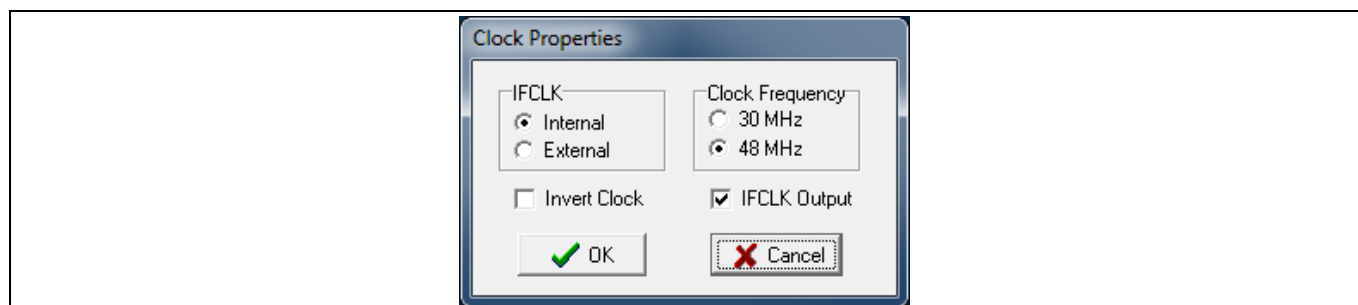 Clock Properties
IFCLK
Internal
External
Clock Frequency
30 MHz
48 MHz
Invert Clock
IFCLK Output
OK
Cancel